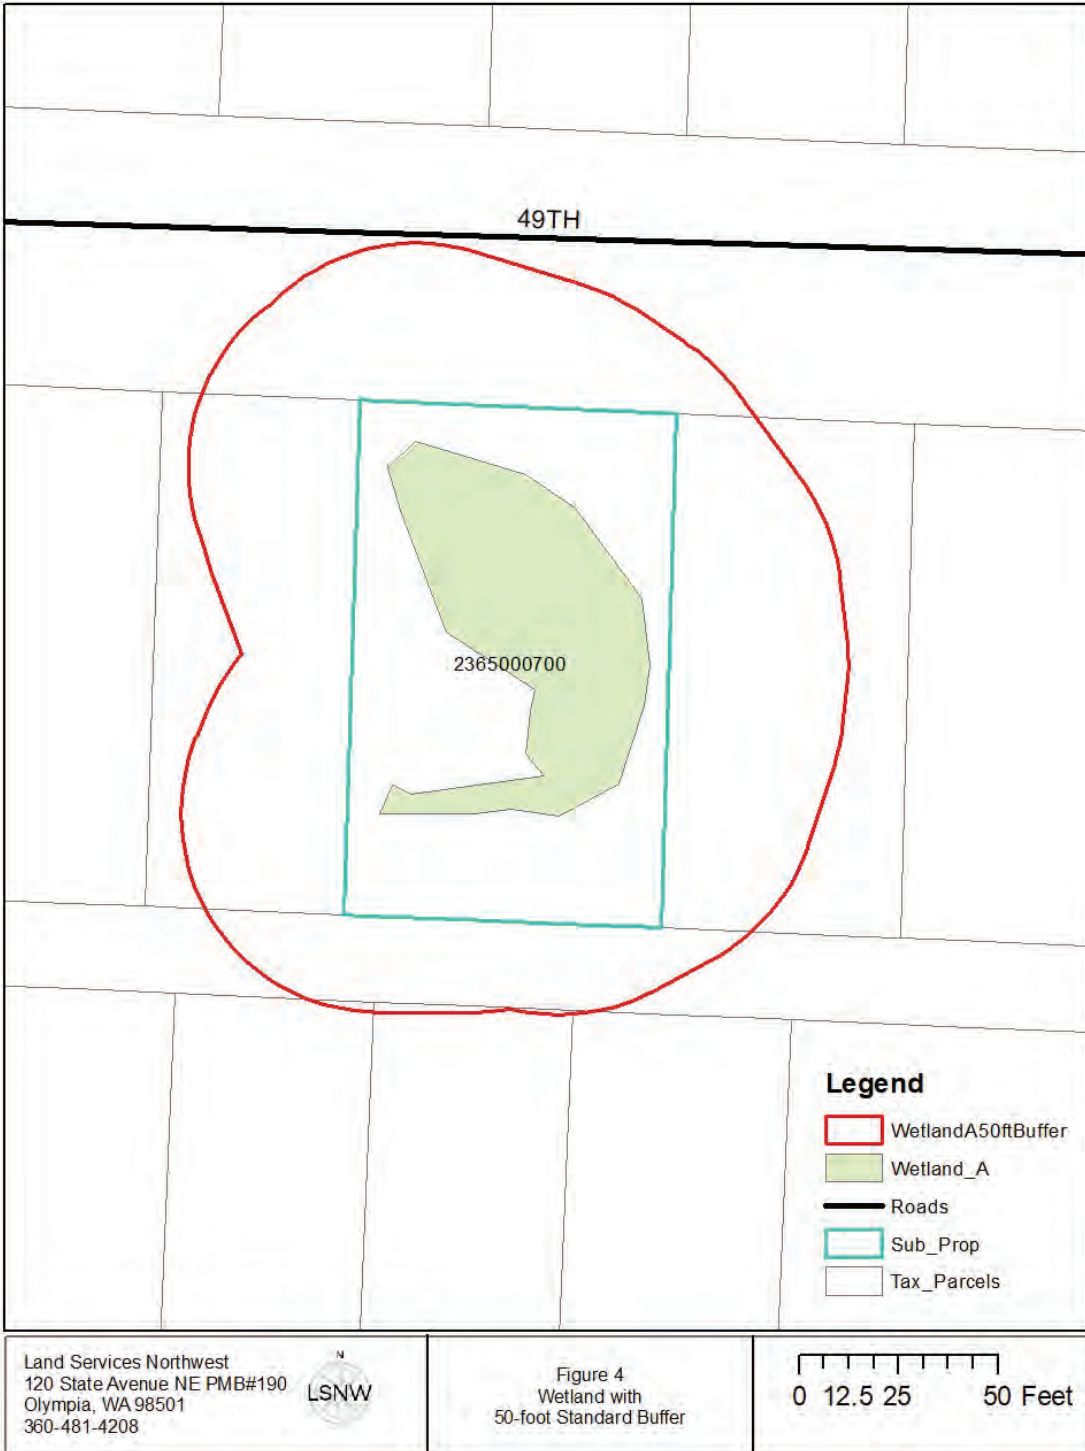 49TH
2365000700
Legend
WetlandA50ftBuffer
Wetland_A
Roads
Sub_Prop
Tax_Parcels
Land Services Northwest
120 State Avenue NE PMB#190
Olympia, WA 98501
360-481-4208
N
LSNW
Figure 4
Wetland with
50-foot Standard Buffer
0 12.5 25 50 Feet